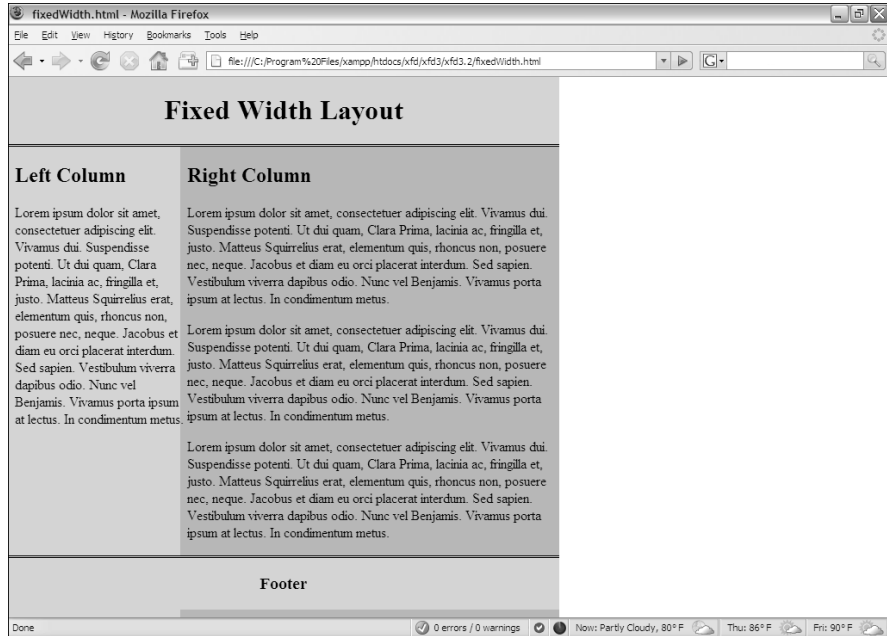 fixedWidth.html - Mozilla Firefox
File Edit View History Bookmarks Tools Help
file:///C:/Program%20Files/xampp/htdocs/xfd/xfd3/xfd3.2/fixedWidth.html
G
Fixed Width Layout
Left Column
Lorem ipsum dolor sit amet,
consectetuer adipiscing elit.
Vivamus dui. Suspendisse
potenti. Ut dui quam, Clara
Prima, lacinia ac, fringilla et,
justo. Matteus Squirrelius erat,
elementum quis, rhoncus non,
posuere nec, neque. Jacobus et
diam eu orci placerat interdum.
Sed sapien. Vestibulum viverra
dapibus odio. Nunc vel
Benjamis. Vivamus porta ipsum
at lectus. In condimentum metus.
Right Column
Lorem ipsum dolor sit amet, consectetuer adipiscing elit. Vivamus dui.
Suspendisse potenti. Ut dui quam, Clara Prima, lacinia ac, fringilla et,
justo. Matteus Squirrelius erat, elementum quis, rhoncus non, posuere
nec, neque. Jacobus et diam eu orci placerat interdum. Sed sapien.
Vestibulum viverra dapibus odio. Nunc vel Benjamis. Vivamus porta
ipsum at lectus. In condimentum metus.
Lorem ipsum dolor sit amet, consectetuer adipiscing elit. Vivamus dui.
Suspendisse potenti. Ut dui quam, Clara Prima, lacinia ac, fringilla et,
justo. Matteus Squirrelius erat, elementum quis, rhoncus non, posuere
nec, neque. Jacobus et diam eu orci placerat interdum. Sed sapien.
Vestibulum viverra dapibus odio. Nunc vel Benjamis. Vivamus porta
ipsum at lectus. In condimentum metus.
Lorem ipsum dolor sit amet, consectetuer adipiscing elit. Vivamus dui.
Suspendisse potenti. Ut dui quam, Clara Prima, lacinia ac, fringilla et,
justo. Matteus Squirrelius erat, elementum quis, rhoncus non, posuere
nec, neque. Jacobus et diam eu orci placerat interdum. Sed sapien.
Vestibulum viverra dapibus odio. Nunc vel Benjamis. Vivamus porta
ipsum at lectus. In condimentum metus.
Footer
Done 0 errors / 0 warnings Now: Partly Cloudy, 80° F Thu: 86° F Fri: 90° F